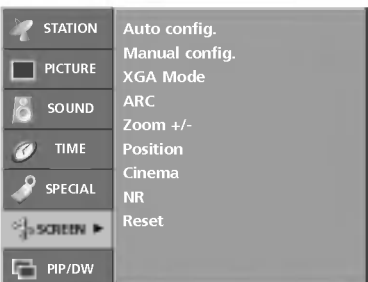 STATION
PICTURE
SOUND
TIME
SPECIAL
SCREEN
PIP/DW
Auto config.
Manual config.
XGA Mode
ARC
Zoom +/-
Position
Cinema
NR
Reset